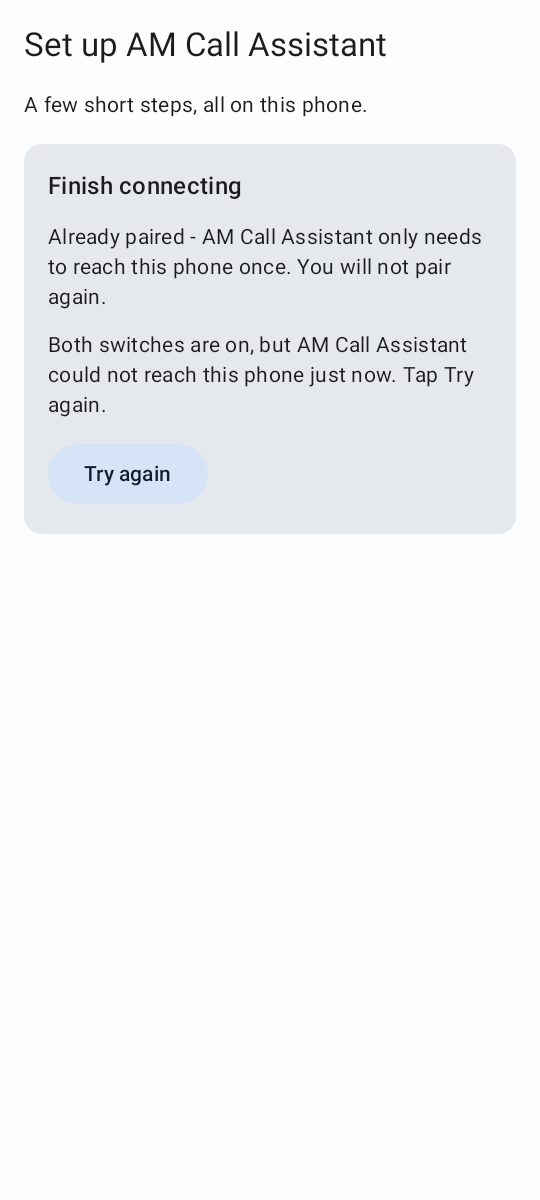 Set up AM Call Assistant
A few short steps, all on this phone.
Finish connecting
Already paired - AM Call Assistant only needs
to reach this phone once. You will not pair
again.
Both switches are on, but AM Call Assistant
could not reach this phone just now. Tap Try
again.
Try again